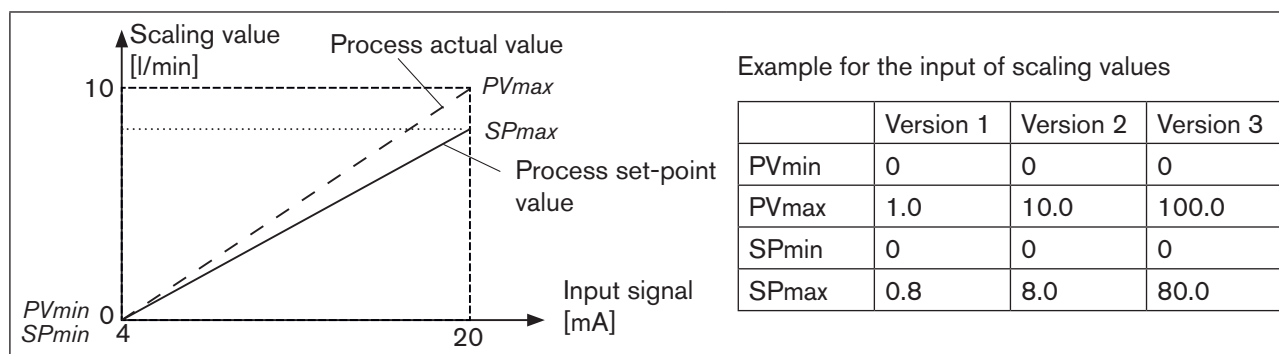 Scaling value
[l/min]
Process actual value
10
PVmax
SPmax
Process set-point
value
Input signal
[mA]
PVmin 0
SPmin 4
20
Example for the input of scaling values
Version 1 Version 2 Version 3
PVmin 0 0 0
PVmax 1.0 10.0 100.0
SPmin 0 0 0
SPmax 0.8 8.0 80.0